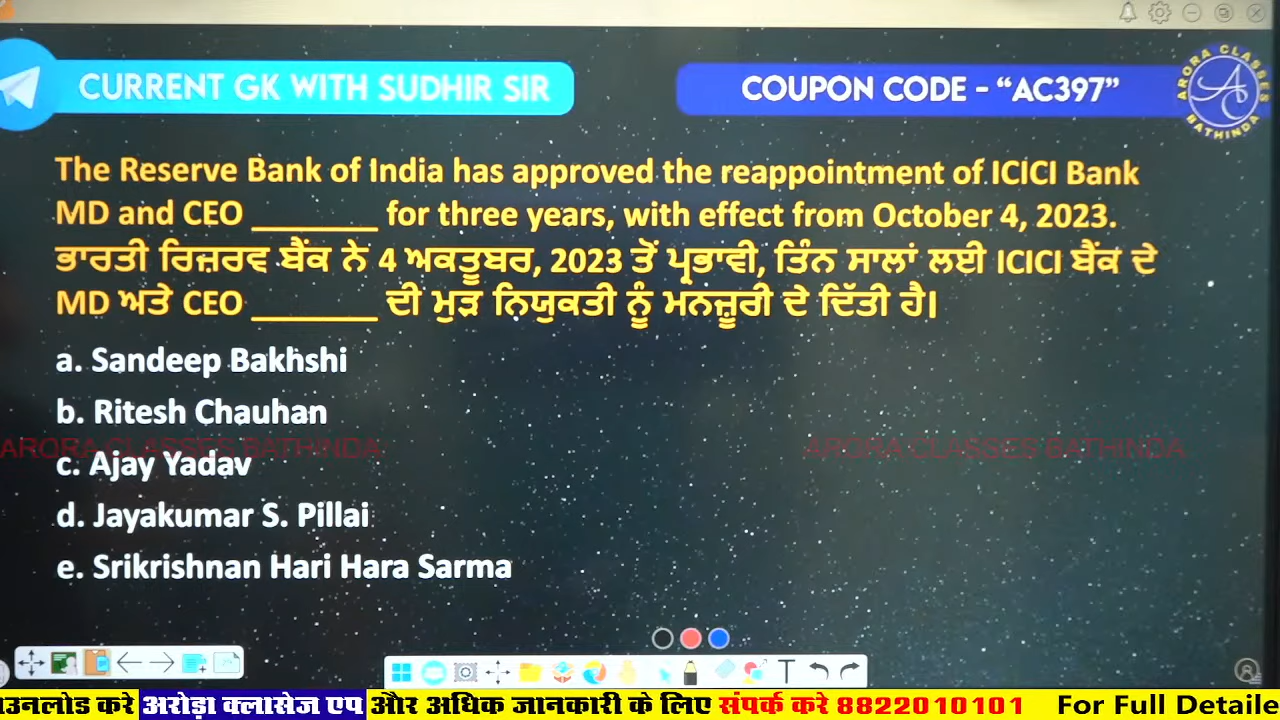 CURRENT GK WITH SUDHIR SIR
COUPON CODE - “AC397”
ARORA CLASSES
BATHINDA
The Reserve Bank of India has approved the reappointment of ICICI Bank
MD and CEO ________ for three years, with effect from October 4, 2023.
ਭਾਰਤੀ ਰਿਜ਼ਰਵ ਬੈਂਕ ਨੇ 4 ਅਕਤੂਬਰ, 2023 ਤੋਂ ਪ੍ਰਭਾਵੀ, ਤਿੰਨ ਸਾਲਾਂ ਲਈ ICICI ਬੈਂਕ ਦੇ
MD ਅਤੇ CEO ________ ਦੀ ਮੁੜ ਨਿਯੁਕਤੀ ਨੂੰ ਮਨਜ਼ੂਰੀ ਦੇ ਦਿੱਤੀ ਹੈ।
a. Sandeep Bakhshi
b. Ritesh Chauhan
ARORA CLASSES BATHINDA ARORA CLASSES BATHINDA
c. Ajay Yadav
d. Jayakumar S. Pillai
e. Srikrishnan Hari Hara Sarma
करे अरोड़ा क्लासेज एप और अधिक जानकारी के लिए संपर्क करे 8822010101 For Full